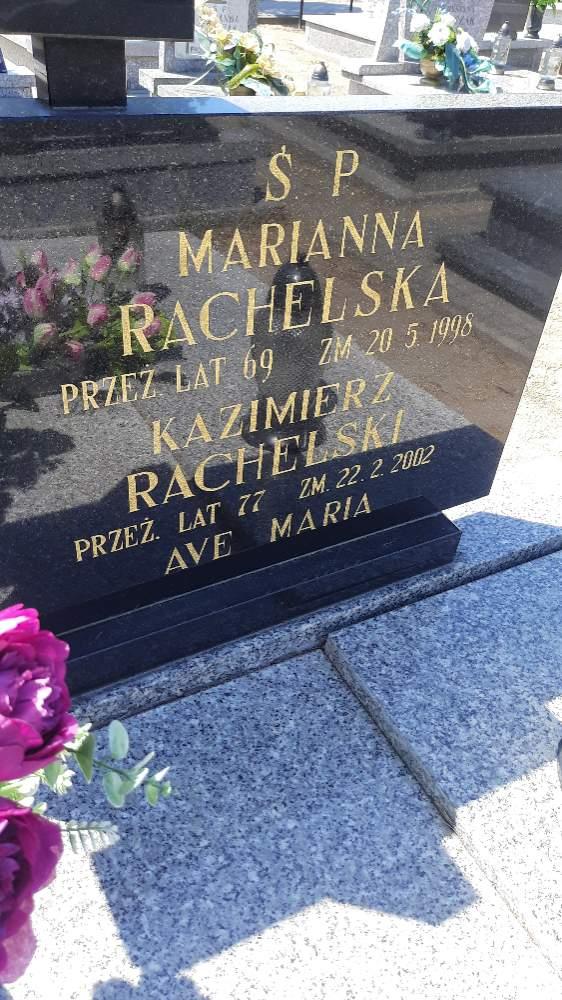 Ś. P
MARIANNA
RACHELSKA
PRZEŻ LAT 69 ZM 20 5. 1998
KAZIMIERZ
RACHELSKI
PRZEŻ. LAT 77 ZM. 22. 2. 2002
AVE MARIA